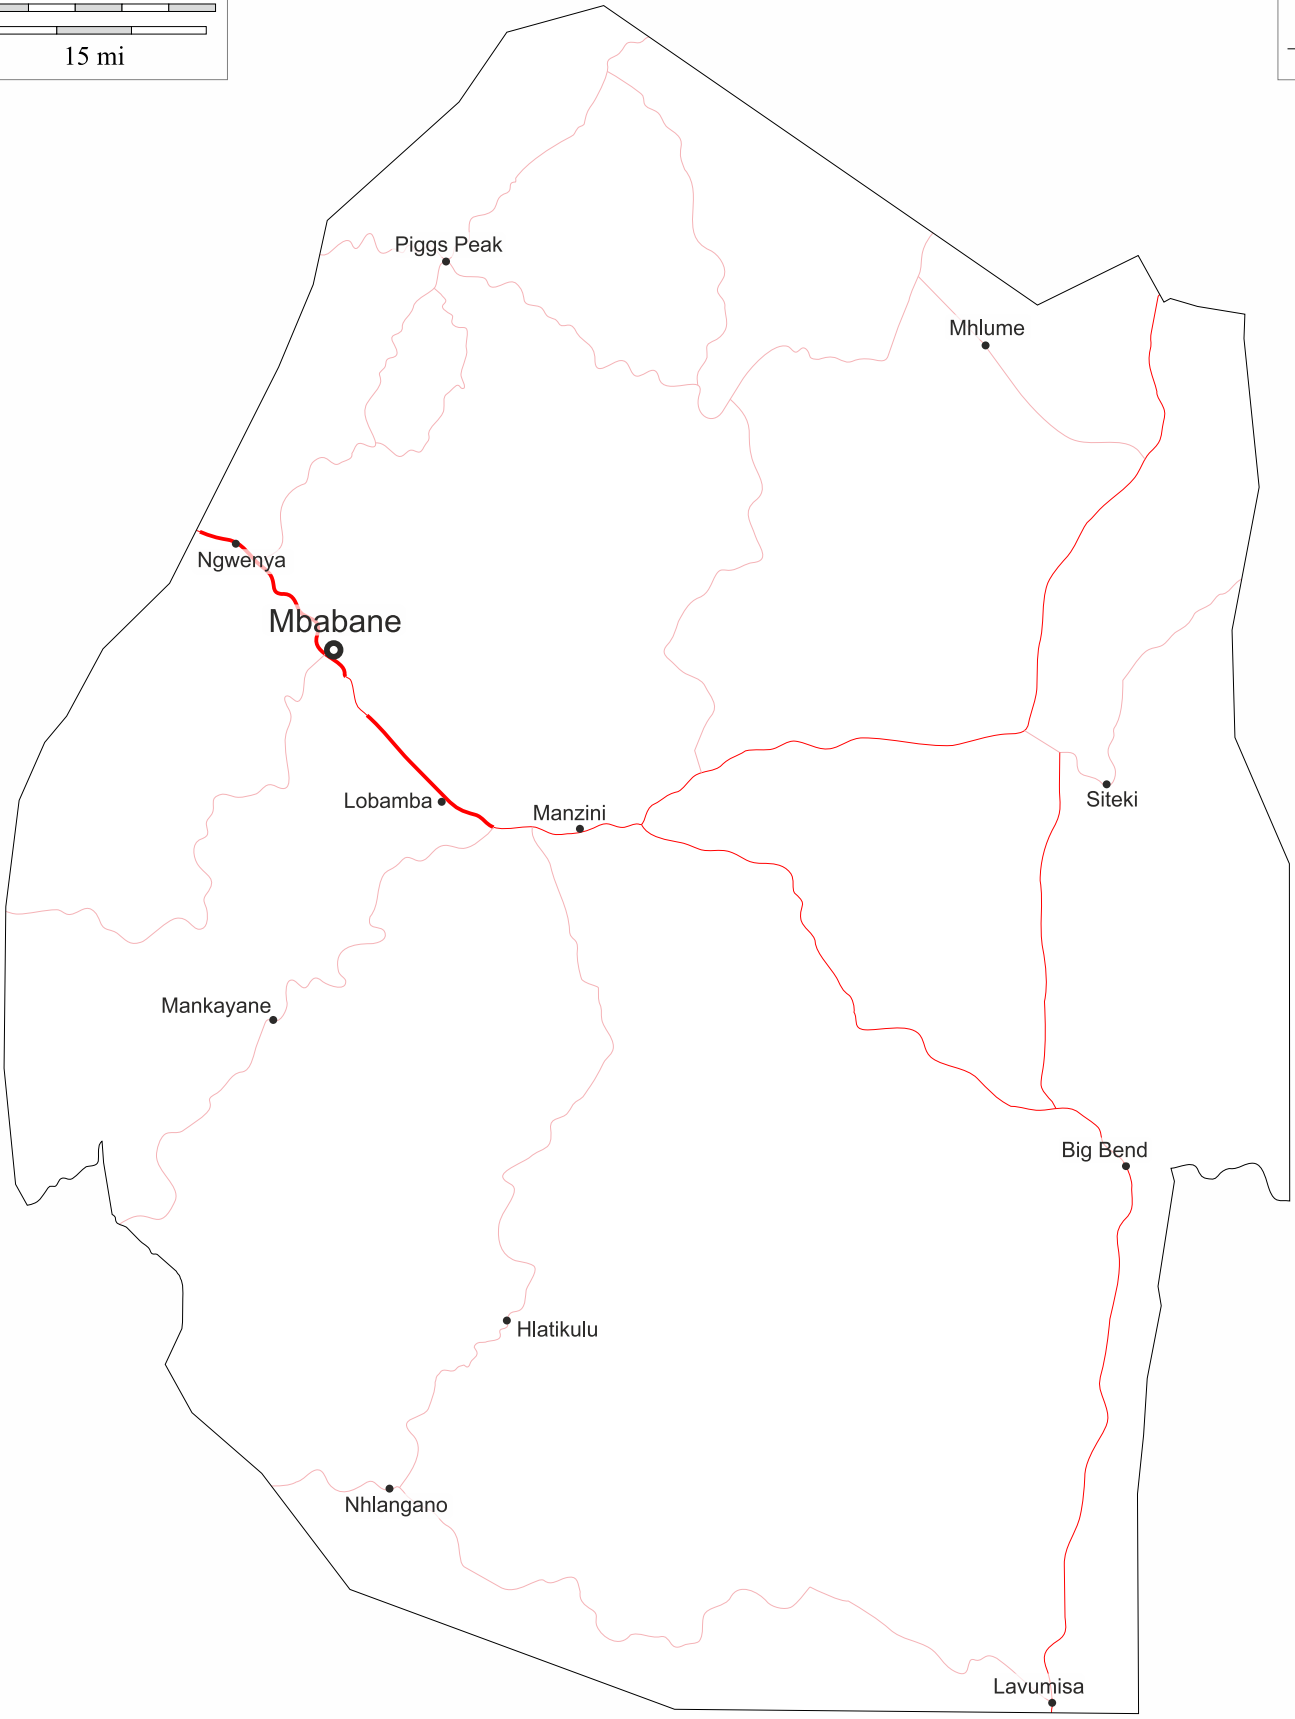 15 mi
Piggs Peak
Mhlume
Ngwenya
Mbabane
Siteki
Lobamba
Manzini
Mankayane
Big Bend
Hlatikulu
Nhlangano
Lavumisa